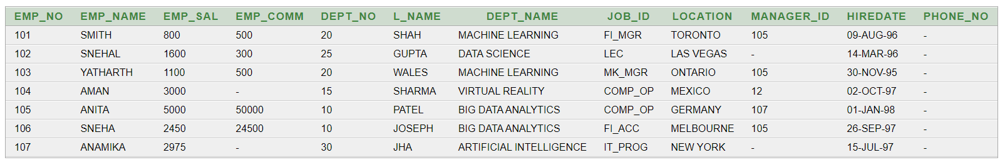 EMP_NO EMP_NAME EMP_SAL EMP_COMM DEPT_NO L_NAME DEPT_NAME JOB_ID LOCATION MANAGER_ID HIREDATE PHONE_NO
101 SMITH 800 500 20 SHAH MACHINE LEARNING FI_MGR TORONTO 105 09-AUG-96 -
102 SNEHAL 1600 300 25 GUPTA DATA SCIENCE LEC LAS VEGAS - 14-MAR-96 -
103 YATHARTH 1100 500 20 WALES MACHINE LEARNING MK_MGR ONTARIO 105 30-NOV-95 -
104 AMAN 3000 - 15 SHARMA VIRTUAL REALITY COMP_OP MEXICO 12 02-OCT-97 -
105 ANITA 5000 50000 10 PATEL BIG DATA ANALYTICS COMP_OP GERMANY 107 01-JAN-98 -
106 SNEHA 2450 24500 10 JOSEPH BIG DATA ANALYTICS FI_ACC MELBOURNE 105 26-SEP-97 -
107 ANAMIKA 2975 - 30 JHA ARTIFICIAL INTELLIGENCE IT_PROG NEW YORK - 15-JUL-97 -